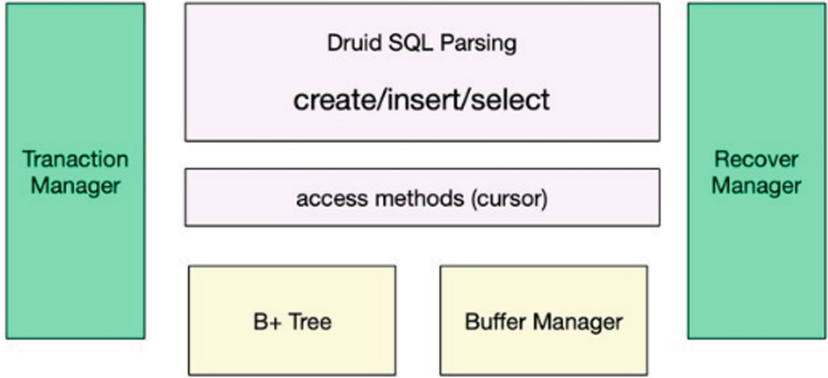 Druid SQL Parsing
create/insert/select
Tranaction
Manager
Recover
Manager
access methods (cursor)
B+ Tree
Buffer Manager